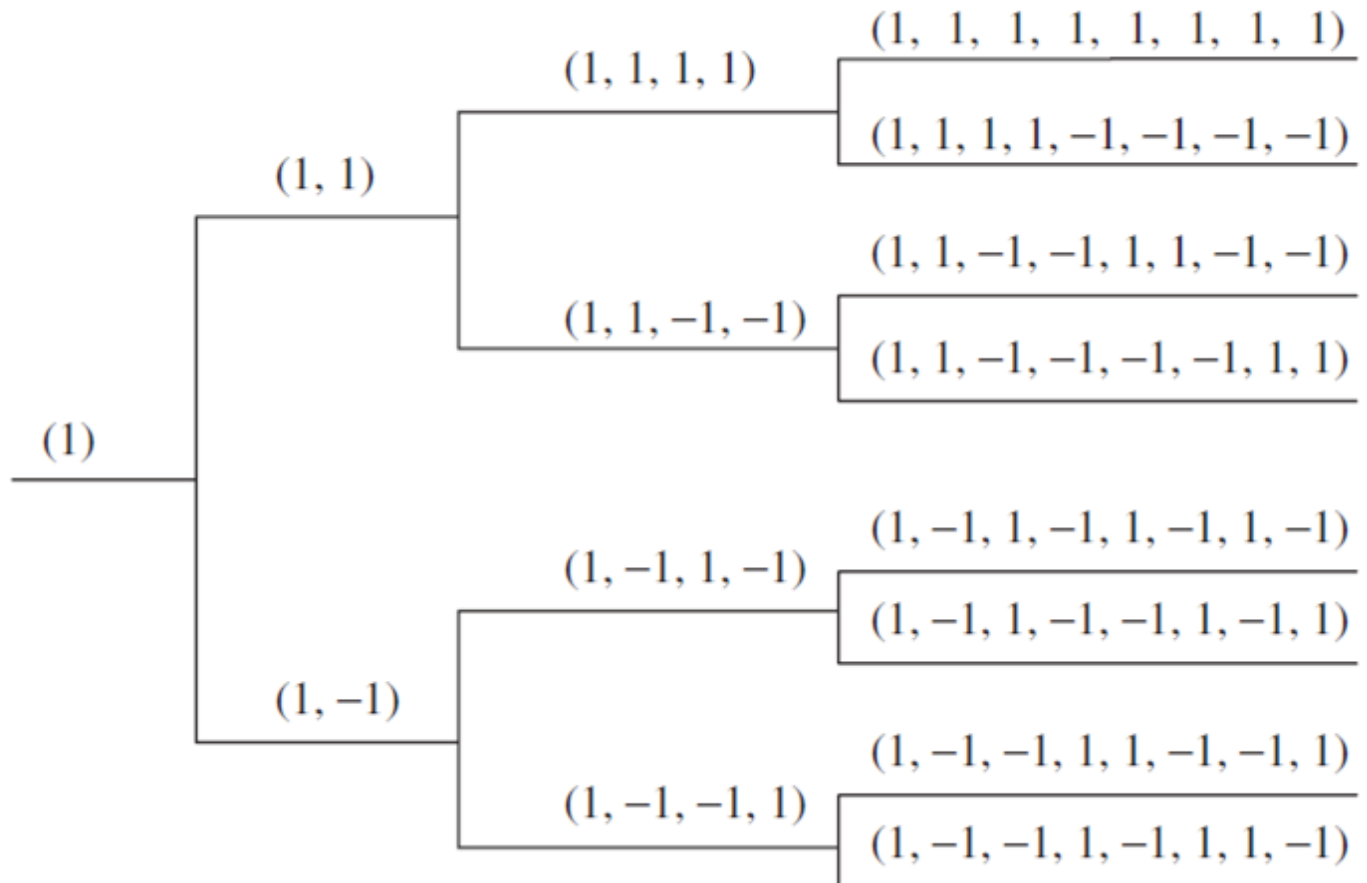 (1, 1, 1, 1, 1, 1, 1, 1)
(1, 1, 1, 1)
(1, 1, 1, 1, −1, −1, −1, −1)
(1, 1)
(1, 1, −1, −1, 1, 1, −1, −1)
(1, 1, −1, −1)
(1, 1, −1, −1, −1, −1, 1, 1)
(1)
(1, −1, 1, −1, 1, −1, 1, −1)
(1, −1, 1, −1)
(1, −1, 1, −1, −1, 1, −1, 1)
(1, −1)
(1, −1, −1, 1, 1, −1, −1, 1)
(1, −1, −1, 1)
(1, −1, −1, 1, −1, 1, 1, −1)